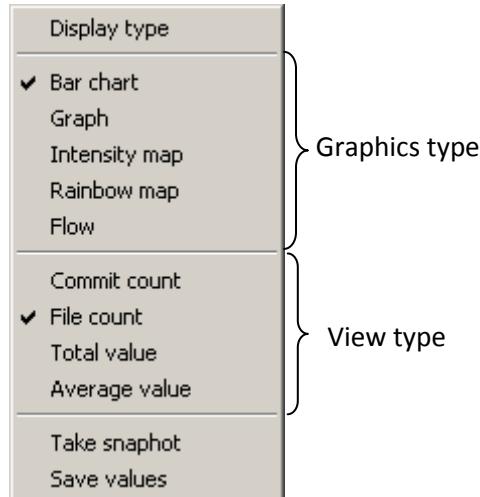 Display type
Bar chart
Graph
Intensity map
Rainbow map
Flow
Graphics type
Commit count
File count
Total value
Average value
View type
Take snaphot
Save values